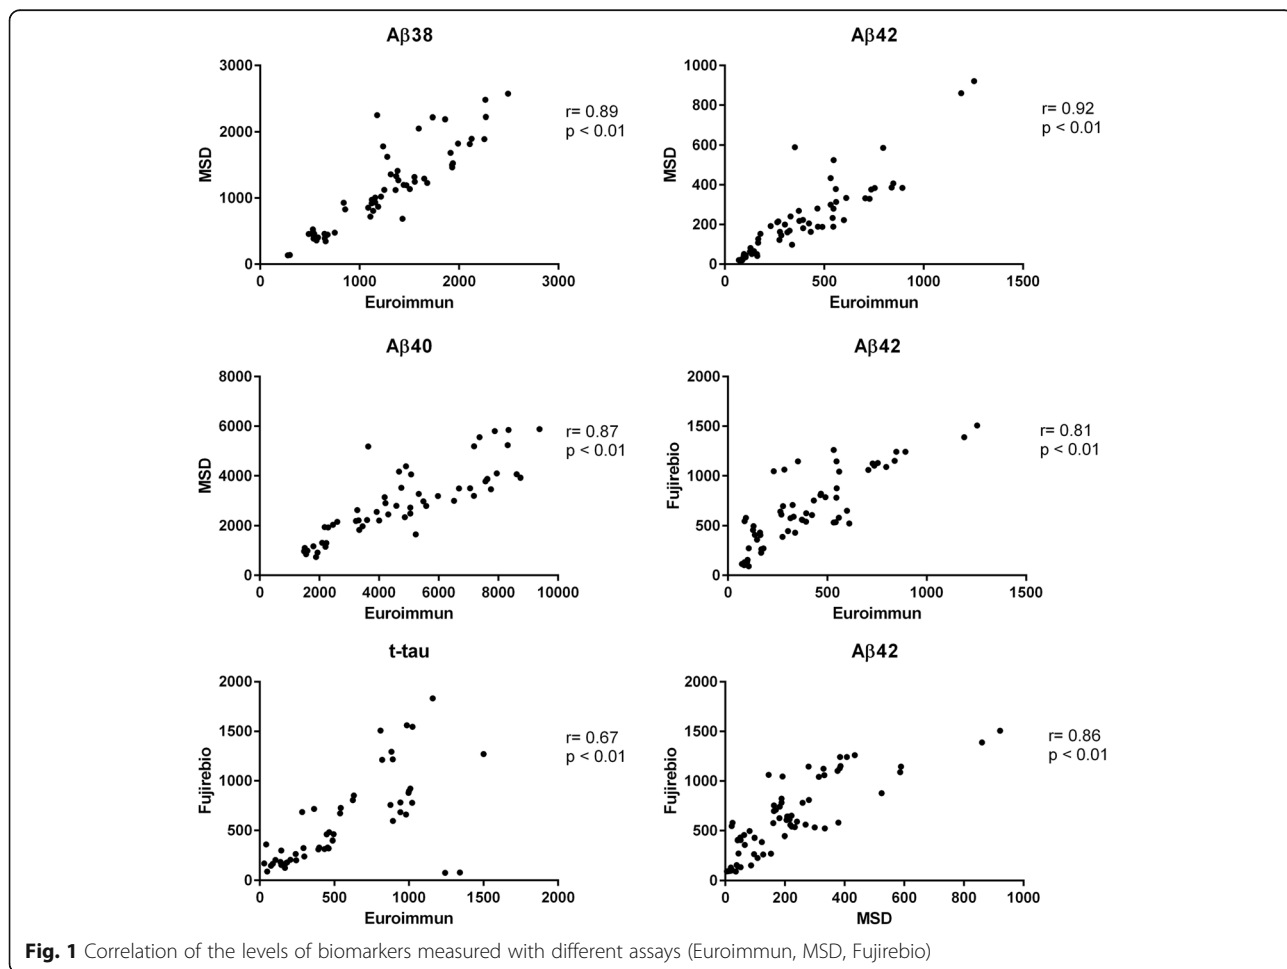 Aβ38
3000
2000
1000
0
MSD
0 1000 2000 3000
Euroimmun
r= 0.89
p < 0.01
Aβ42
1000
800
600
400
200
0
MSD
0 500 1000 1500
Euroimmun
r= 0.92
p < 0.01
Aβ40
8000
6000
4000
2000
0
MSD
0 2000 4000 6000 8000 10000
Euroimmun
r= 0.87
p < 0.01
Aβ42
2000
1500
1000
500
0
Fujirebio
0 500 1000 1500
Euroimmun
r= 0.81
p < 0.01
t-tau
2000
1500
1000
500
0
Fujirebio
0 500 1000 1500 2000
Euroimmun
r= 0.67
p < 0.01
Aβ42
2000
1500
1000
500
0
Fujirebio
0 200 400 600 800 1000
MSD
r= 0.86
p < 0.01
Fig. 1 Correlation of the levels of biomarkers measured with different assays (Euroimmun, MSD, Fujirebio)